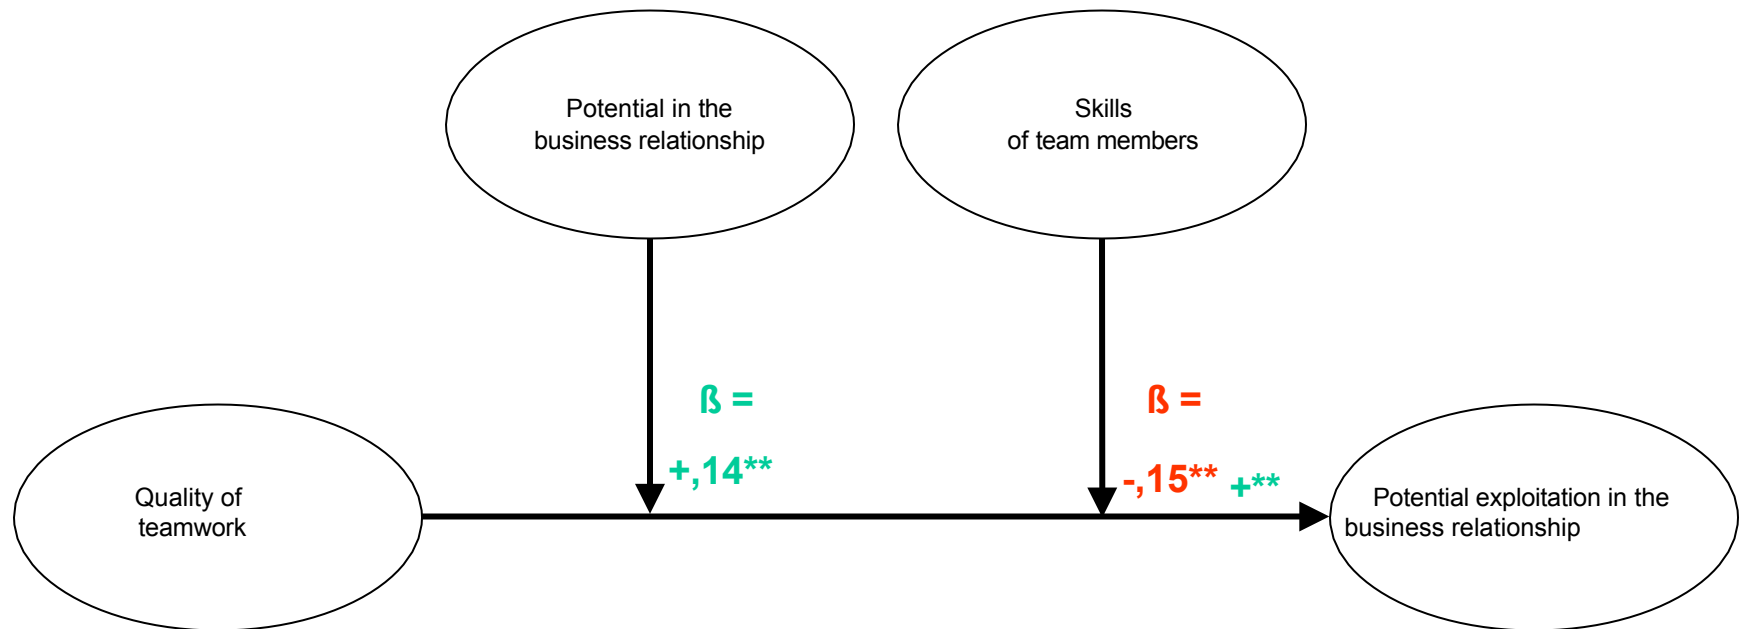 Potential in the
business relationship
Skills
of team members
ß =
+,14**
ß =
-,15**
+**
Quality of
teamwork
Potential exploitation in the
business relationship